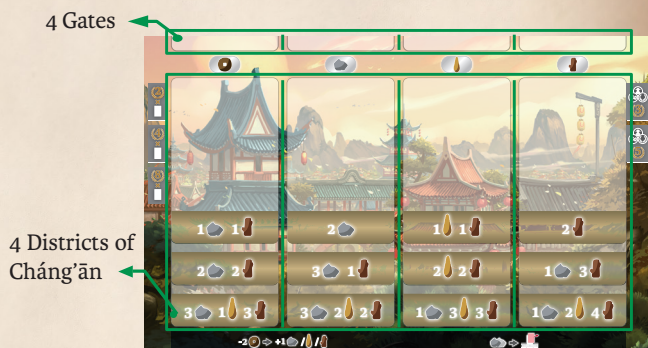 4 Gates
1 1 2 1 1 2
2 2 3 1 2 2 1 3
4 Districts of
Cháng'ān
3 1 3 3 2 2 1 3 3 1 2 4
-2 ⇨ +1 / / ⇨